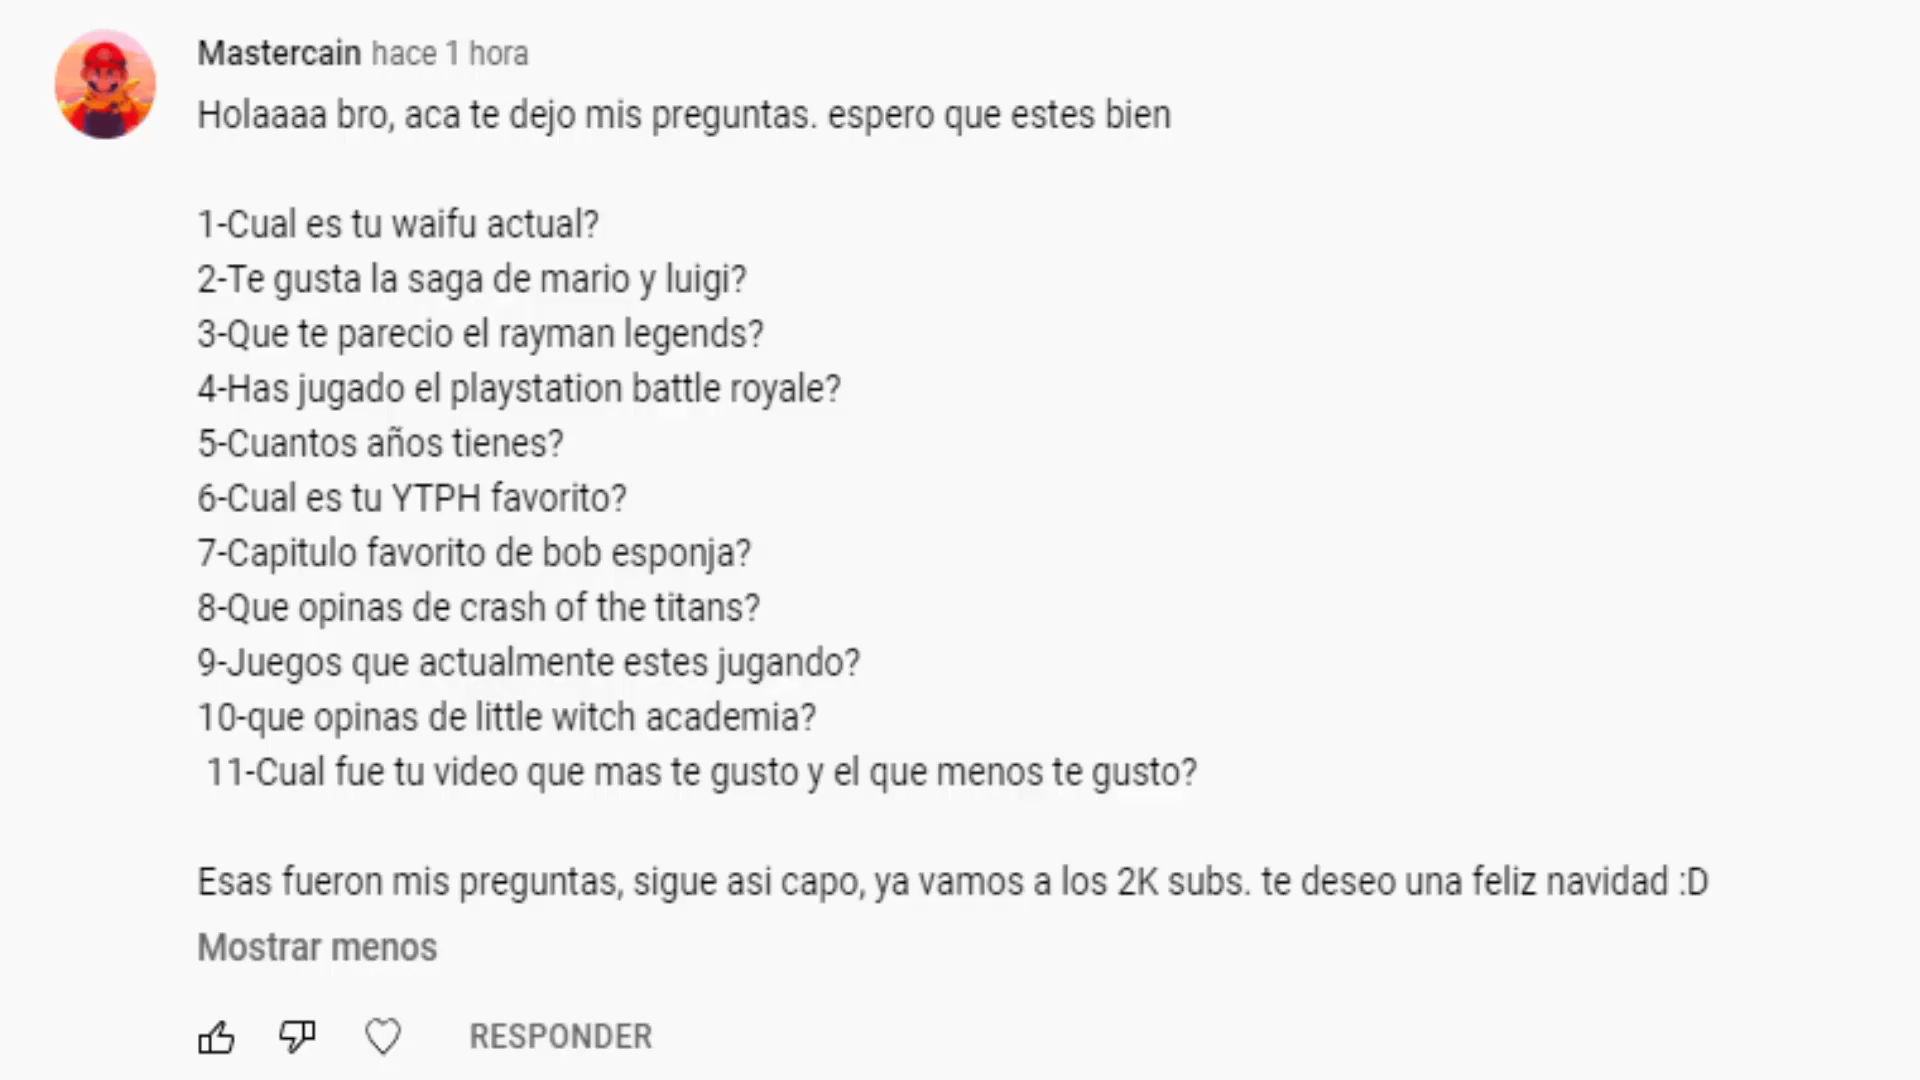 Mastercain hace 1 hora
Holaaaa bro, aca te dejo mis preguntas. espero que estes bien
1-Cual es tu waifu actual?
2-Te gusta la saga de mario y luigi?
3-Que te parecio el rayman legends?
4-Has jugado el playstation battle royale?
5-Cuantos años tienes?
6-Cual es tu YTPH favorito?
7-Capitulo favorito de bob esponja?
8-Que opinas de crash of the titans?
9-Juegos que actualmente estes jugando?
10-que opinas de little witch academia?
11-Cual fue tu video que mas te gusto y el que menos te gusto?
Esas fueron mis preguntas, sigue asi capo, ya vamos a los 2K subs. te deseo una feliz navidad :D
Mostrar menos
RESPONDER